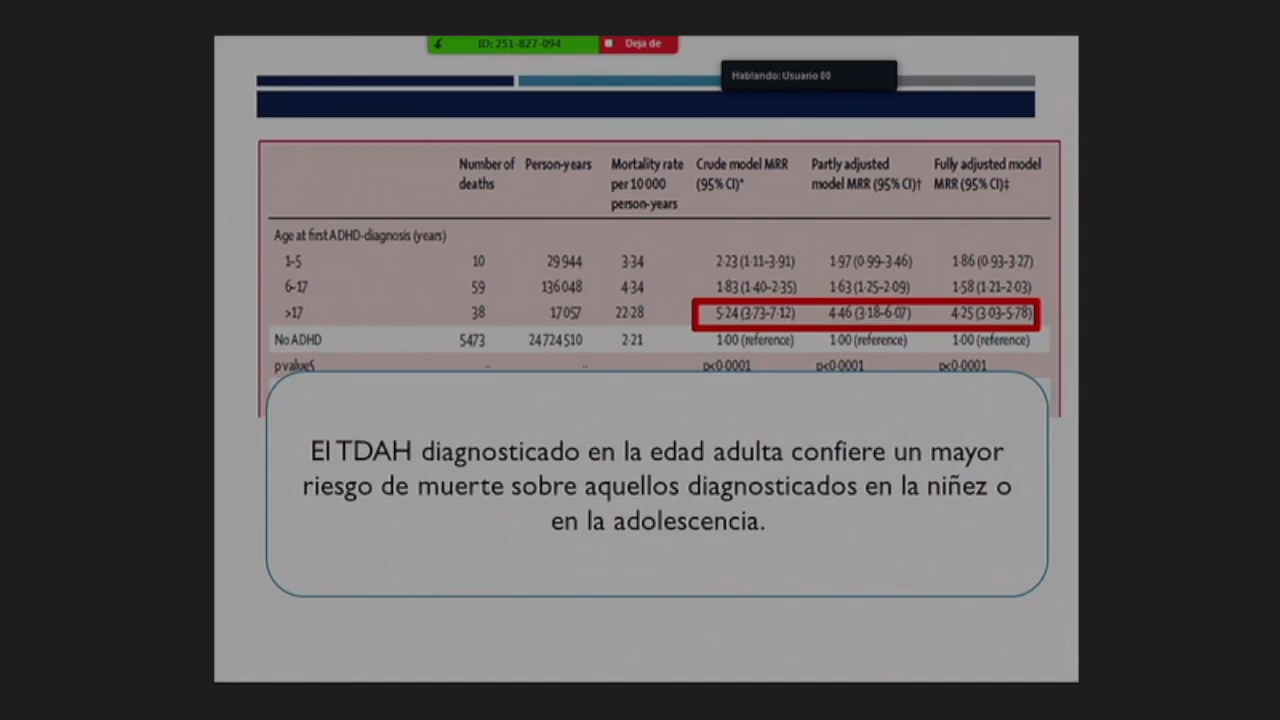 ID: 251-827-094 Deja de
Hablando: Usuario 00
Number of deaths Person-years Mortality rate per 10 000 person-years Crude model MRR (95% CI)* Partly adjusted model MRR (95% CI)† Fully adjusted model MRR (95% CI)‡
Age at first ADHD-diagnosis (years)
1-5 10 29 944 3·34 2·23 (1·11-3·91) 1·97 (0·99-3·46) 1·86 (0·93-3·27)
6-17 59 136 048 4·34 1·83 (1·40-2·35) 1·63 (1·25-2·09) 1·58 (1·21-2·03)
>17 38 17 057 22·28 5·24 (3·73-7·12) 4·46 (3·18-6·07) 4·25 (3·03-5·78)
No ADHD 5473 24 724 510 2·21 1·00 (reference) 1·00 (reference) 1·00 (reference)
p value§ .. .. p<0·0001 p<0·0001 p<0·0001
El TDAH diagnosticado en la edad adulta confiere un mayor
riesgo de muerte sobre aquellos diagnosticados en la niñez o
en la adolescencia.